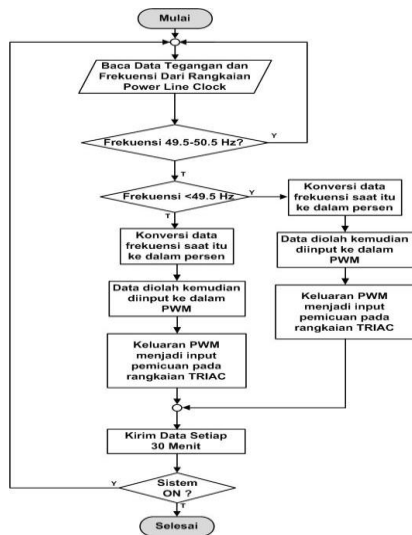 Mulai
Baca Data Tegangan dan
Frekuensi Dari Rangkaian
Power Line Clock
Frekuensi 49.5-50.5 Hz?
Y
T
Frekuensi <49.5 Hz
Y
T
Konversi data
frekuensi saat itu
ke dalam persen
Data diolah kemudian
diinput ke dalam
PWM
Keluaran PWM
menjadi input
pemicuan pada
rangkaian TRIAC
Konversi data
frekuensi saat itu
ke dalam persen
Data diolah kemudian
diinput ke dalam
PWM
Keluaran PWM
menjadi input
pemicuan pada
rangkaian TRIAC
Kirim Data Setiap
30 Menit
Y
Sistem
ON ?
T
Selesai